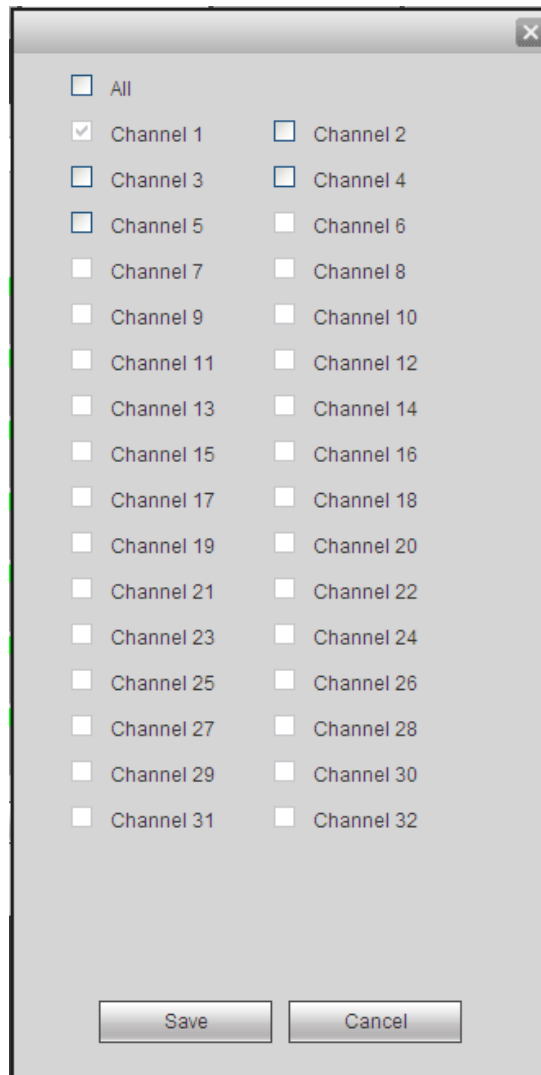 All
Channel 1 Channel 2
Channel 3 Channel 4
Channel 5 Channel 6
Channel 7 Channel 8
Channel 9 Channel 10
Channel 11 Channel 12
Channel 13 Channel 14
Channel 15 Channel 16
Channel 17 Channel 18
Channel 19 Channel 20
Channel 21 Channel 22
Channel 23 Channel 24
Channel 25 Channel 26
Channel 27 Channel 28
Channel 29 Channel 30
Channel 31 Channel 32
Save Cancel